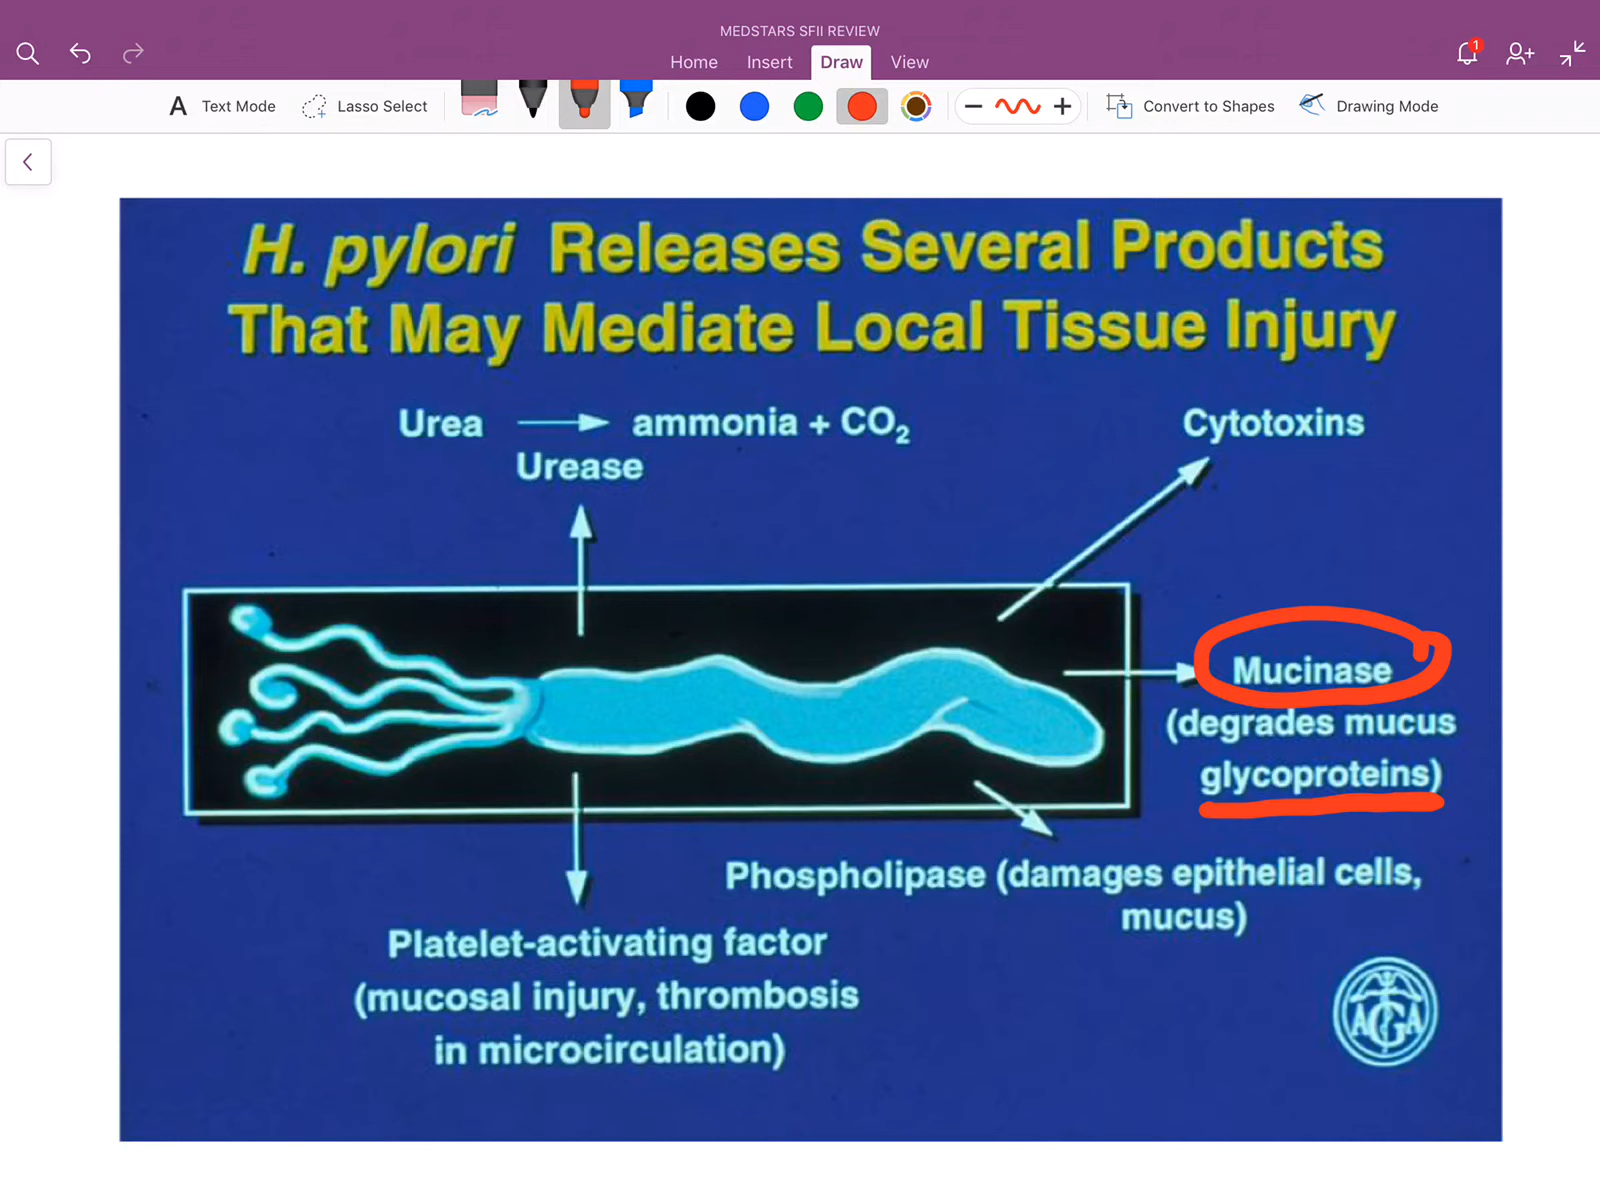 MEDSTARS SFII REVIEW
Home Insert Draw View
1
Text Mode Lasso Select Convert to Shapes Drawing Mode
H. pylori Releases Several Products
That May Mediate Local Tissue Injury
Urea → ammonia + CO₂
Urease
Cytotoxins
Mucinase
(degrades mucus
glycoproteins)
Phospholipase (damages epithelial cells,
mucus)
Platelet-activating factor
(mucosal injury, thrombosis
in microcirculation)
AGA